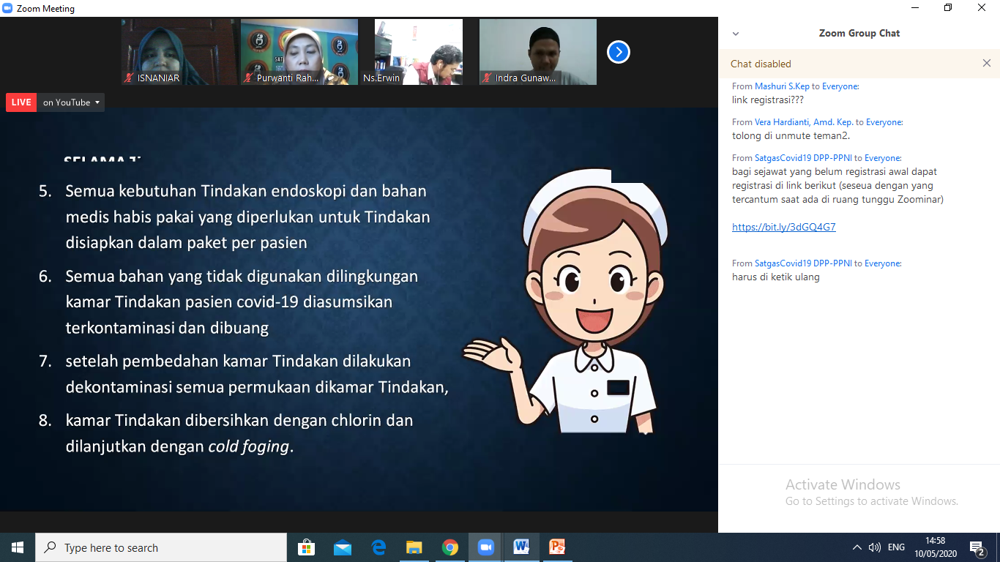 Zoom Meeting
ISNANIAR
Purwanti Rah...
Ns.Erwin
Indra Gunaw...
LIVE on YouTube
5. Semua kebutuhan Tindakan endoskopi dan bahan
medis habis pakai yang diperlukan untuk Tindakan
disiapkan dalam paket per pasien
6. Semua bahan yang tidak digunakan dilingkungan
kamar Tindakan pasien covid-19 diasumsikan
terkontaminasi dan dibuang
7. setelah pembedahan kamar Tindakan dilakukan
dekontaminasi semua permukaan dikamar Tindakan,
8. kamar Tindakan dibersihkan dengan chlorin dan
dilanjutkan dengan cold foging.
Zoom Group Chat
Chat disabled
From Mashuri S.Kep to Everyone:
link registrasi???
From Vera Hardianti, Amd. Kep. to Everyone:
tolong di unmute teman2.
From SatgasCovid19 DPP-PPNI to Everyone:
bagi sejawat yang belum registrasi awal dapat
registrasi di link berikut (seseua dengan yang
tercantum saat ada di ruang tunggu Zoominar)
https://bit.ly/3dGQ4G7
From SatgasCovid19 DPP-PPNI to Everyone:
harus di ketik ulang
Activate Windows
Go to Settings to activate Windows.
Type here to search
ENG
14:58
10/05/2020
2